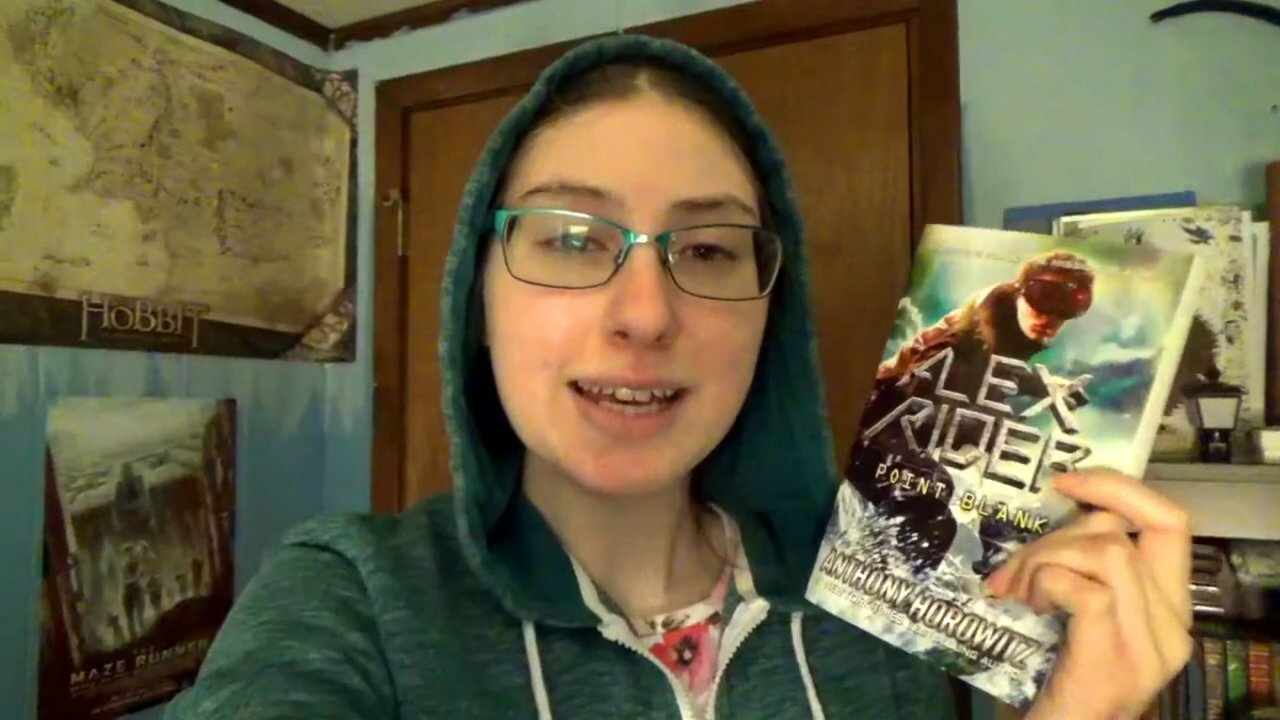 HOBBIT
MAZE RUNNER
ALEX
RIDER
POINT BLANK
ANTHONY HOROWITZ